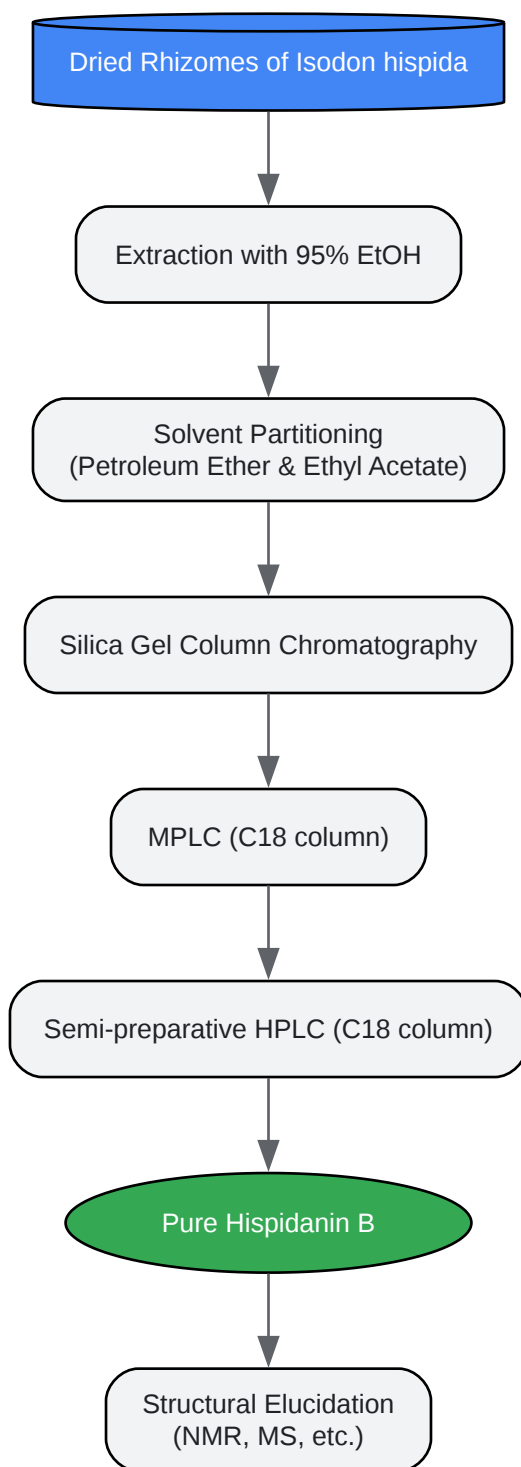 Dried Rhizomes of Isodon hispida
Extraction with 95% EtOH
Solvent Partitioning
(Petroleum Ether & Ethyl Acetate)
Silica Gel Column Chromatography
MPLC (C18 column)
Semi-preparative HPLC (C18 column)
Pure Hispidanin B
Structural Elucidation
(NMR, MS, etc.)